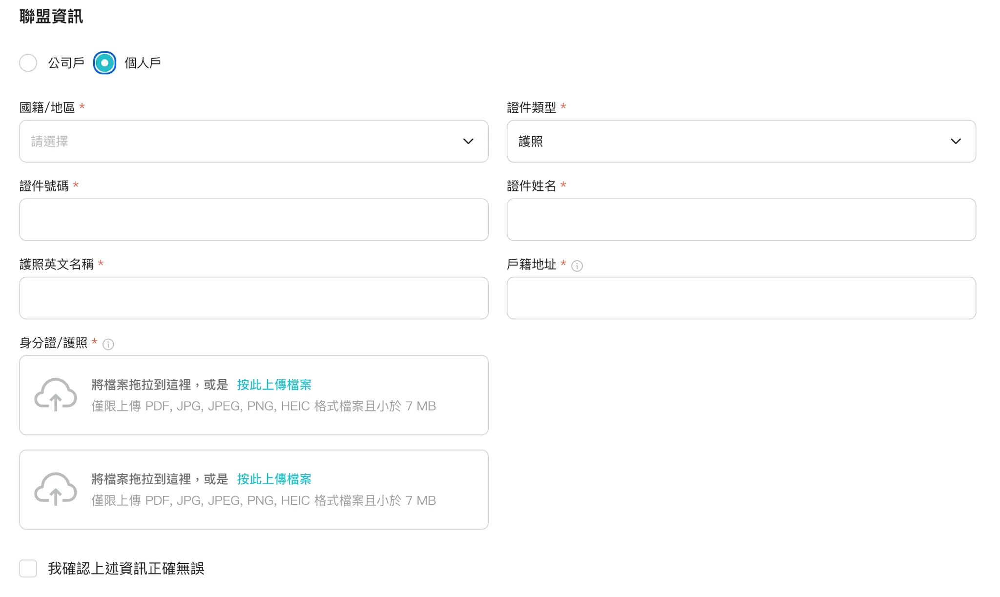 聯盟資訊
公司戶 個人戶
國籍/地區 *
請選擇
證件類型 *
護照
證件號碼 *
證件姓名 *
護照英文名稱 *
戶籍地址 *
身分證/護照 *
將檔案拖拉到這裡，或是 按此上傳檔案
僅限上傳 PDF, JPG, JPEG, PNG, HEIC 格式檔案且小於 7 MB
將檔案拖拉到這裡，或是 按此上傳檔案
僅限上傳 PDF, JPG, JPEG, PNG, HEIC 格式檔案且小於 7 MB
我確認上述資訊正確無誤